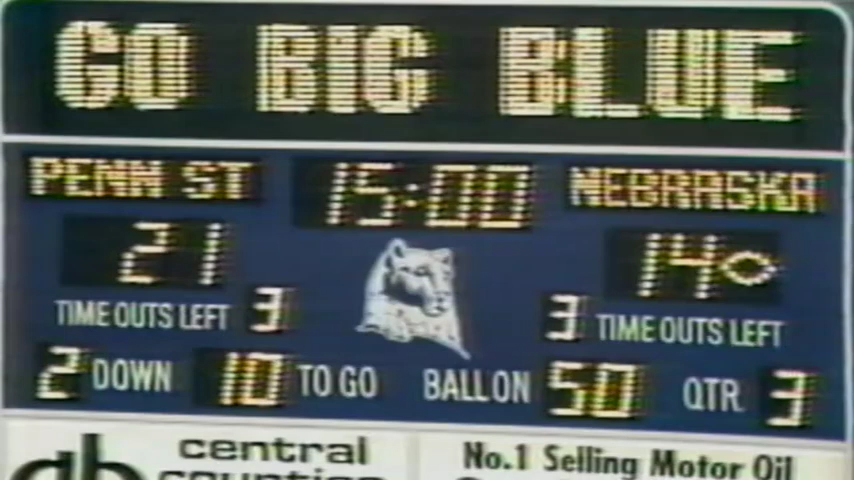 GO BIG BLUE
PENN ST 15:00 NEBRASKA
21 14
TIME OUTS LEFT 3 3 TIME OUTS LEFT
2 DOWN 10 TO GO BALL ON 50 QTR. 3
central No.1 Selling Motor Oil
counties